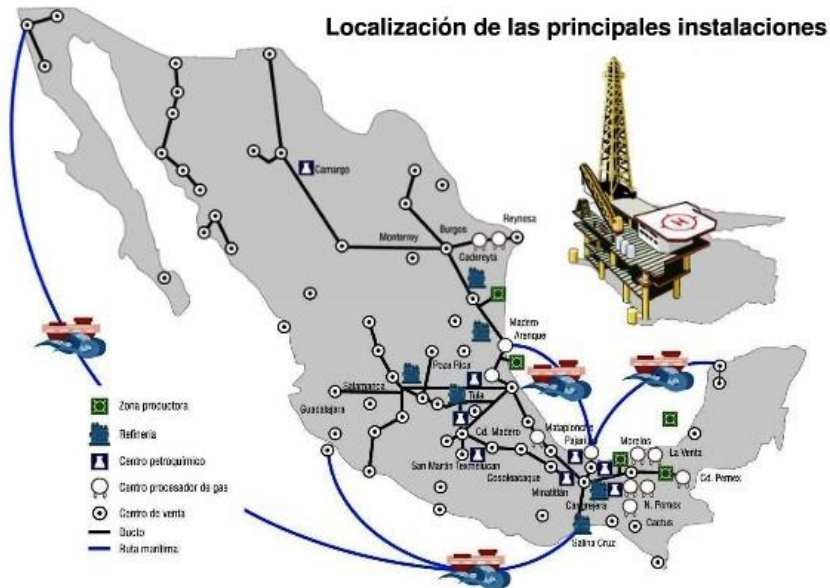 Localización de las principales instalaciones
Camargo
Reynosa
Burgos
Monterrey
Cadereyta
Madero
Arenque
Poza Rica
Salamanca
Tula
Guadalajara
Cd. Madero
Matapionche
Pajaritos
Morelos
La Venta
San Martín Texmelucan
Cosoleacaque
Minatitlán
Cangrejera
Cd. Pemex
N. Pemex
Cactus
Salina Cruz
Zona productora
Refinería
Centro petroquímico
Centro procesador de gas
Centro de venta
Ducto
Ruta marítima
H